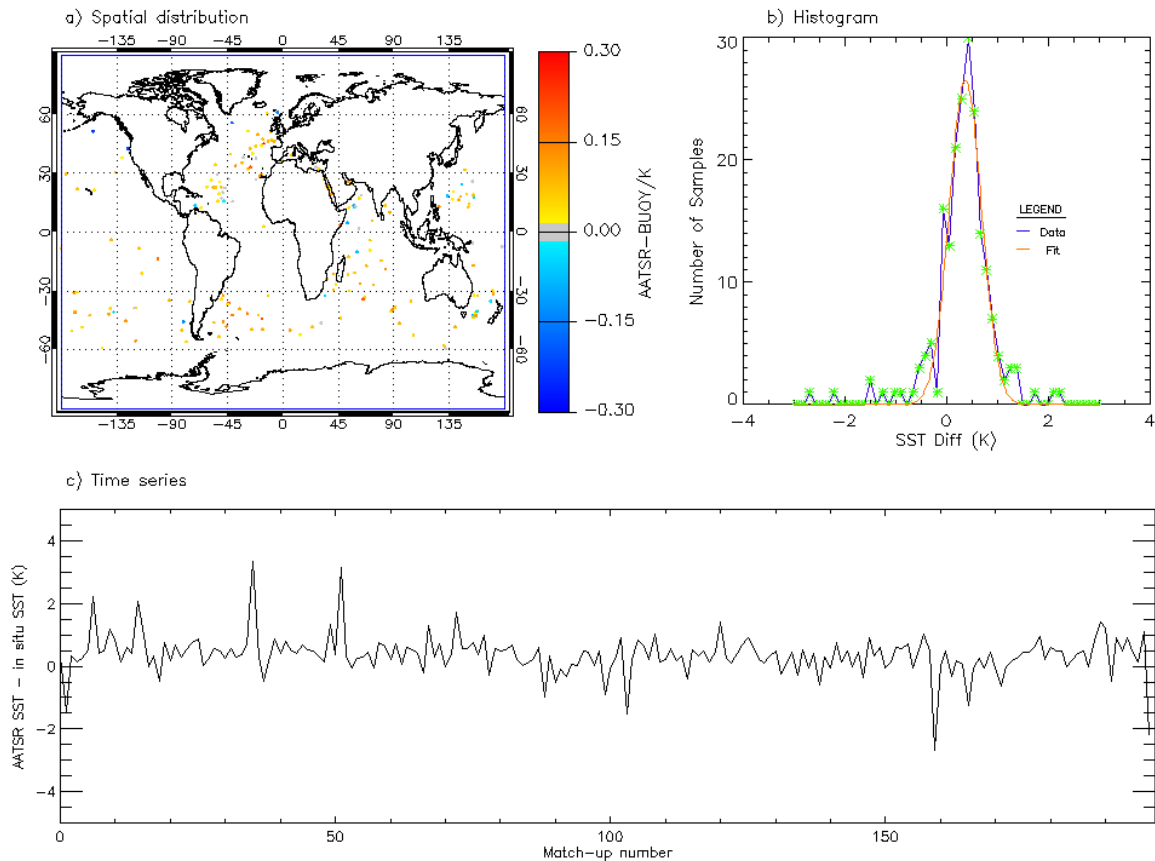 a) Spatial distribution
-135 -90 -45 0 45 90 135
60 30 0 -30 -60
60 30 0 -30 -60
-135 -90 -45 0 45 90 135
0.30
0.15
0.00
-0.15
-0.30
AATSR-BUOY/K
b) Histogram
Number of Samples
30
20
10
0
LEGEND
Data
Fit
-4 -2 0 2 4
SST Diff (K)
c) Time series
AATSR SST - in situ SST (K)
4
2
0
-2
-4
0 50 100 150
Match-up number